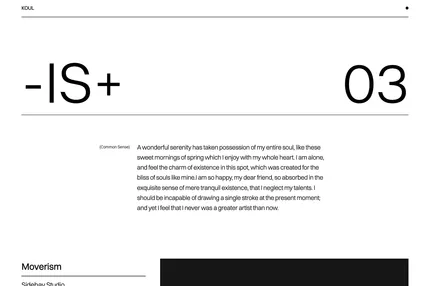 KOUL
-IS+ 03
(Common Sense)
A wonderful serenity has taken possession of my entire soul, like these
sweet mornings of spring which I enjoy with my whole heart. I am alone,
and feel the charm of existence in this spot, which was created for the
bliss of souls like mine.I am so happy, my dear friend, so absorbed in the
exquisite sense of mere tranquil existence, that I neglect my talents. I
should be incapable of drawing a single stroke at the present moment;
and yet I feel that I never was a greater artist than now.
Moverism
Sidebay Studio